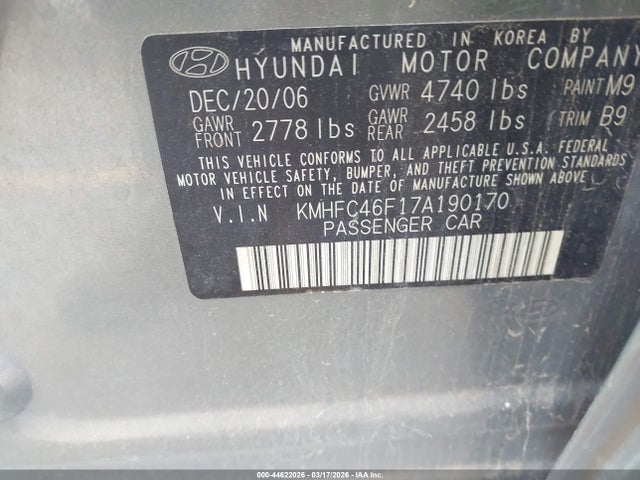 MANUFACTURED IN KOREA BY
HYUNDAI MOTOR COMPANY
DEC/20/06 GVWR 4740 lbs PAINT M9
GAWR FRONT 2778 lbs GAWR REAR 2458 lbs TRIM B9
THIS VEHICLE CONFORMS TO ALL APPLICABLE U.S.A. FEDERAL
MOTOR VEHICLE SAFETY, BUMPER, AND THEFT PREVENTION STANDARDS
IN EFFECT ON THE DATE OF MANUFACTURE SHOWN ABOVE.
V.I.N KMHFC46F17A190170
PASSENGER CAR
000-44622026 - 03/17/2026 - IAA Inc.